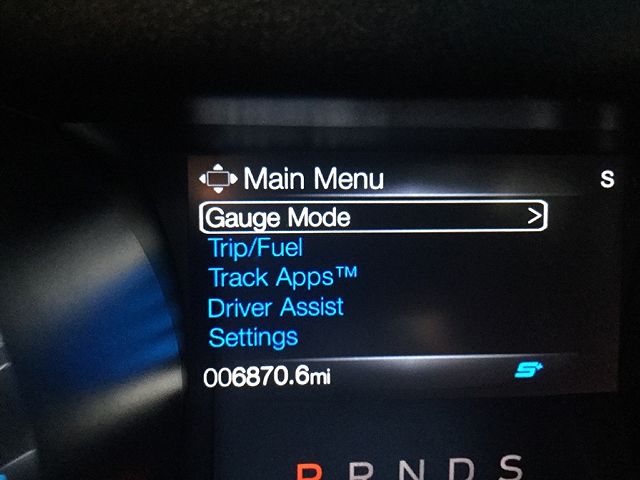 Main Menu
S
Gauge Mode >
Trip/Fuel
Track Apps™
Driver Assist
Settings
006870.6mi
S+
P R N D S